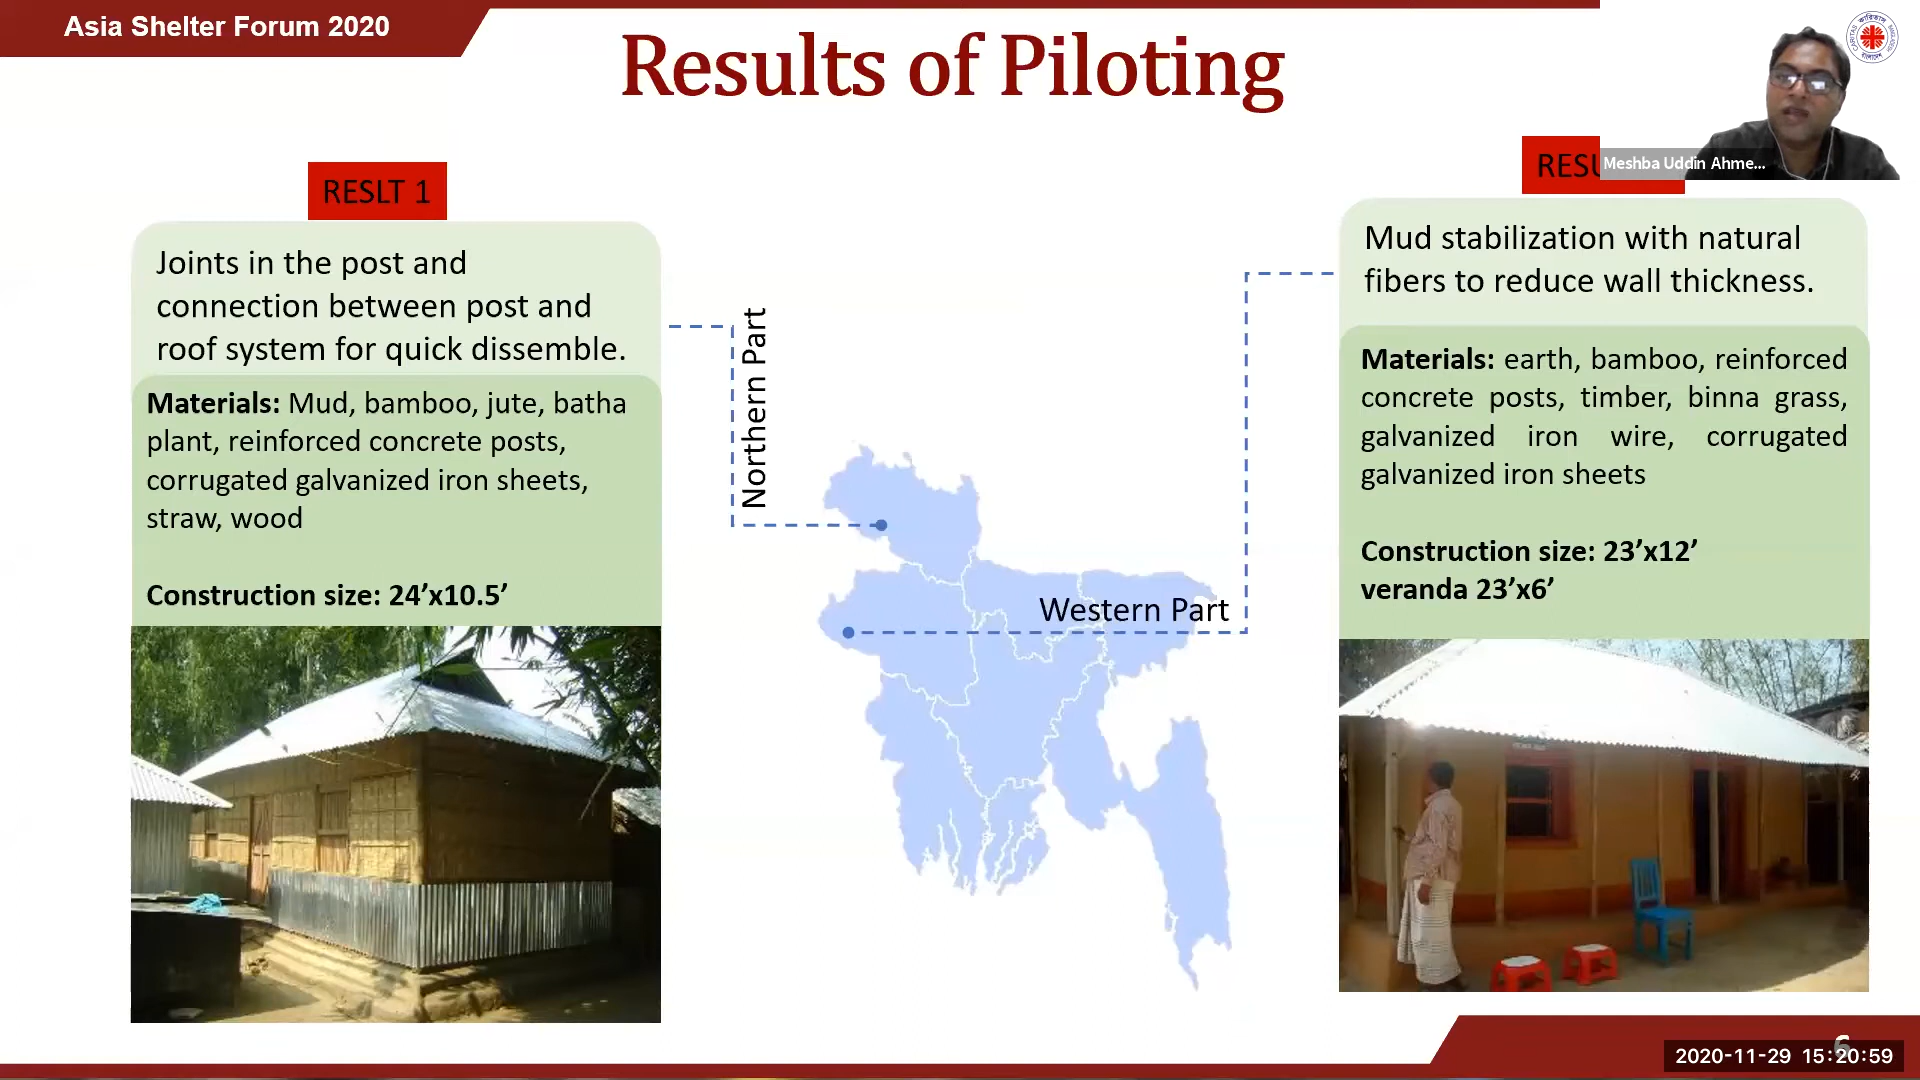 Asia Shelter Forum 2020
Results of Piloting
Meshba Uddin Ahme...
RESLT 1
Joints in the post and
connection between post and
roof system for quick dissemble.
Materials: Mud, bamboo, jute, batha
plant, reinforced concrete posts,
corrugated galvanized iron sheets,
straw, wood
Construction size: 24’x10.5’
Northern Part
Western Part
RESU
Mud stabilization with natural
fibers to reduce wall thickness.
Materials: earth, bamboo, reinforced
concrete posts, timber, binna grass,
galvanized iron wire, corrugated
galvanized iron sheets
Construction size: 23’x12’
veranda 23’x6’
6
2020-11-29 15:20:59